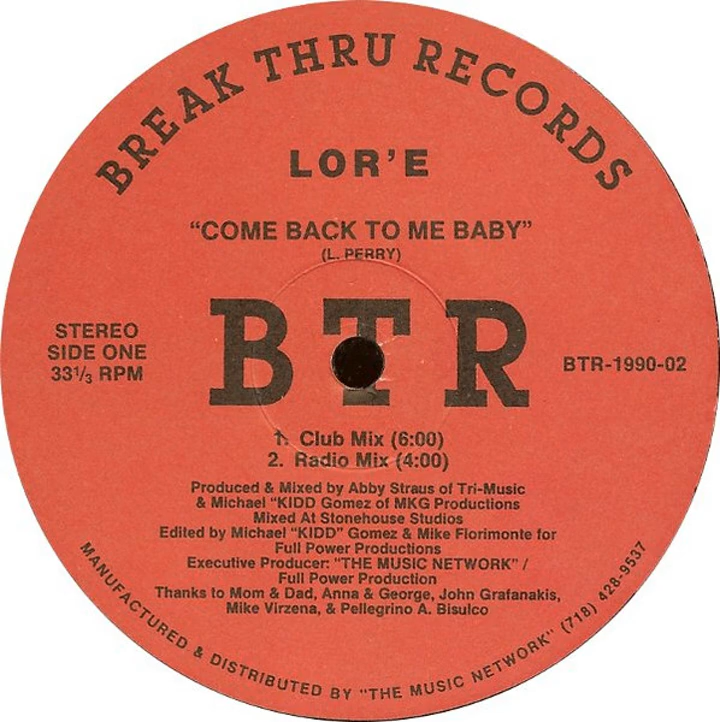 BREAK THRU RECORDS
LOR'E
"COME BACK TO ME BABY"
(L. PERRY)
STEREO
SIDE ONE
33 1/3 RPM
BTR
BTR-1990-02
1. Club Mix (6:00)
2. Radio Mix (4:00)
Produced & Mixed by Abby Straus of Tri-Music
& Michael "KIDD Gomez of MKG Productions
Mixed At Stonehouse Studios
Edited by Michael "KIDD" Gomez & Mike Florimonte for
Full Power Productions
Executive Producer: "THE MUSIC NETWORK" /
Full Power Production
Thanks to Mom & Dad, Anna & George, John Grafanakis,
Mike Virzena, & Pellegrino A. Bisulco
MANUFACTURED & DISTRIBUTED BY "THE MUSIC NETWORK" (718) 428-9537